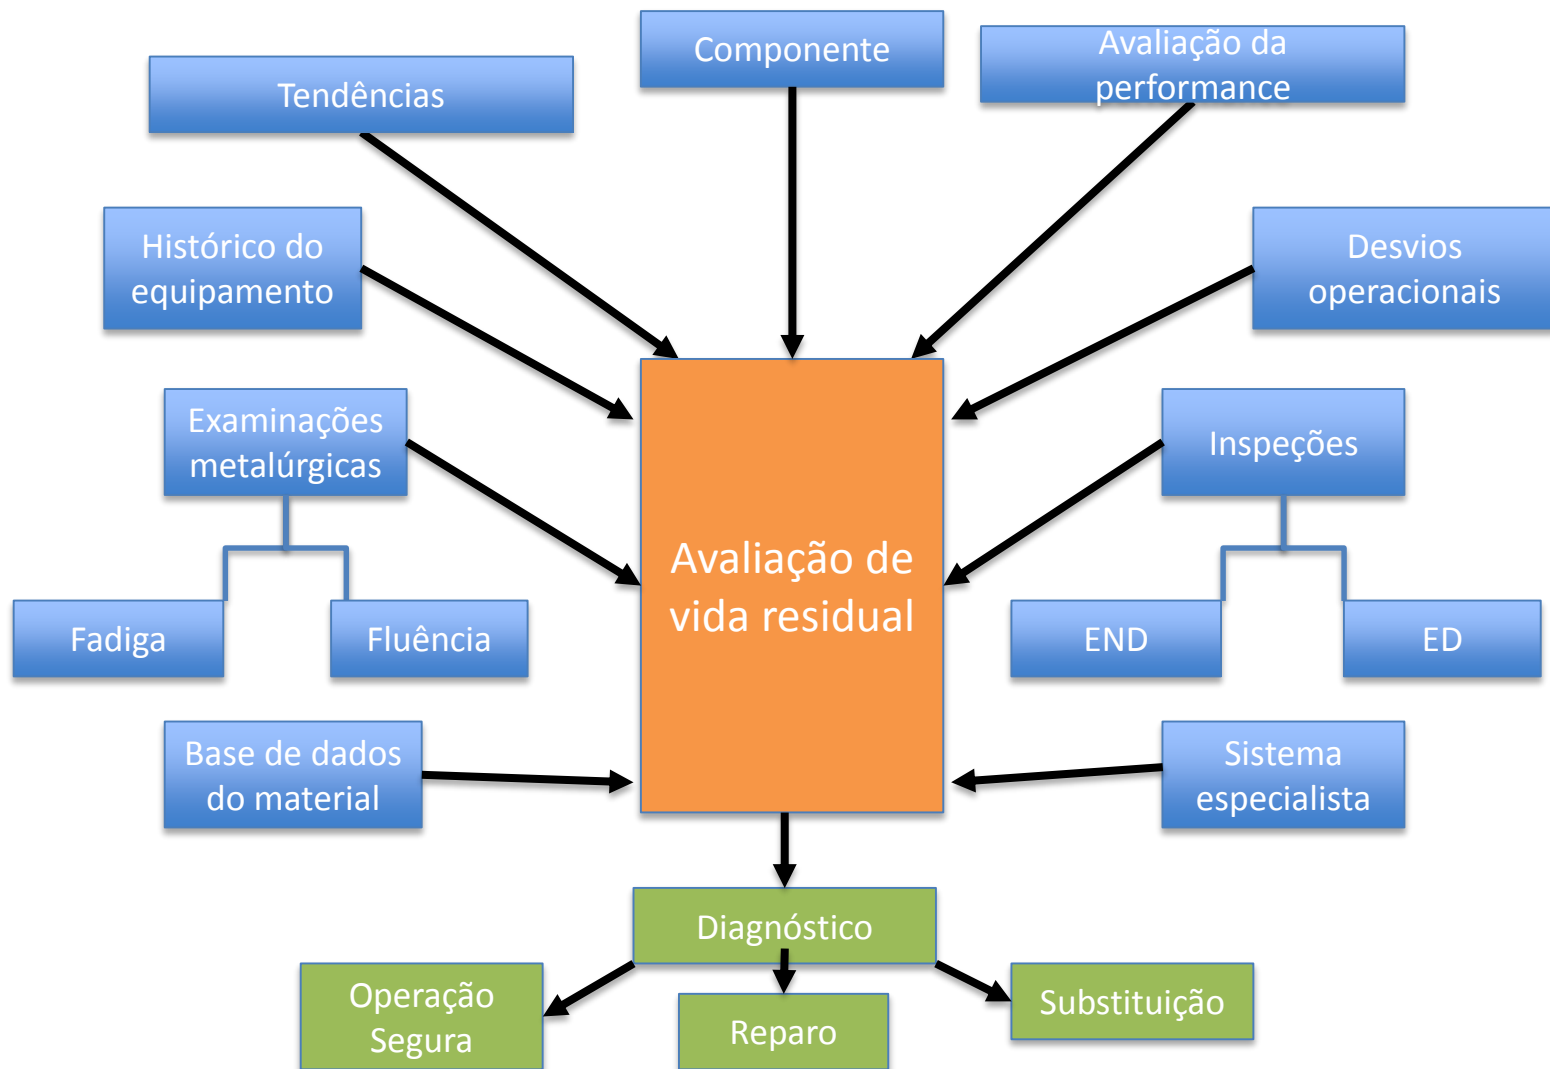 Componente
Avaliação da
performance
Tendências
Histórico do
equipamento
Desvios
operacionais
Examinações
metalúrgicas
Inspeções
Avaliação de
vida residual
Fadiga
Fluência
END
ED
Base de dados
do material
Sistema
especialista
Diagnóstico
Operação
Segura
Reparo
Substituição